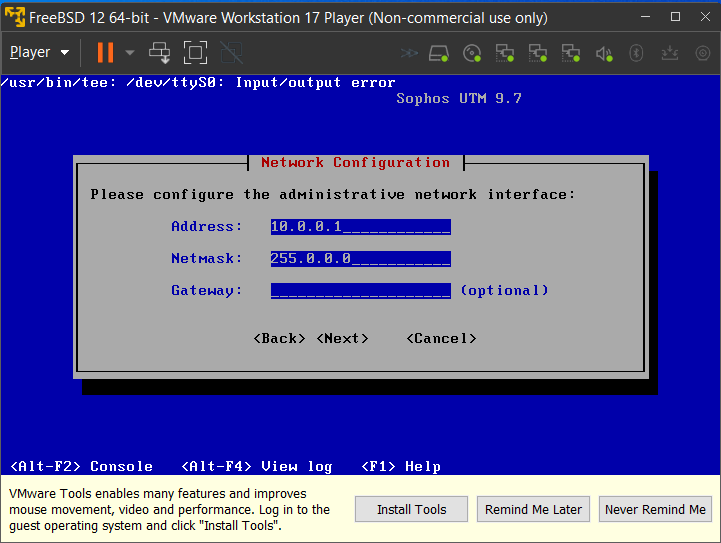 FreeBSD 12 64-bit - VMware Workstation 17 Player (Non-commercial use only)
Player
/usr/bin/tee: /dev/ttyS0: Input/output error
Sophos UTM 9.7
Network Configuration
Please configure the administrative network interface:
Address: 10.0.0.1____________
Netmask: 255.0.0.0___________
Gateway: ____________________ (optional)
<Back> <Next> <Cancel>
<Alt-F2> Console <Alt-F4> View log <F1> Help
VMware Tools enables many features and improves
mouse movement, video and performance. Log in to the
guest operating system and click "Install Tools".
Install Tools Remind Me Later Never Remind Me